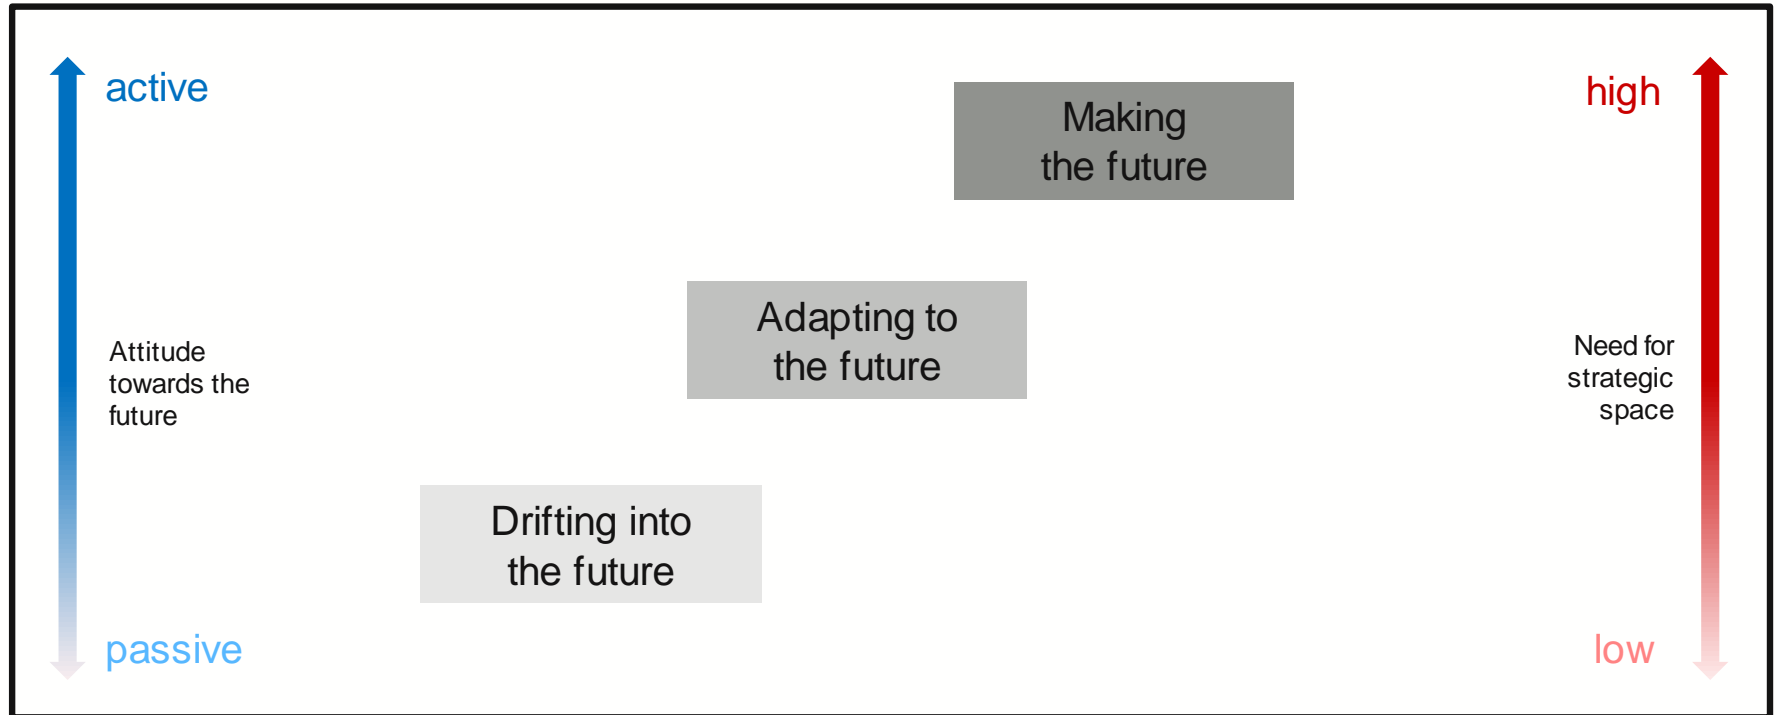 active
high
Making
the future
Adapting to
the future
Attitude
towards the
future
Need for
strategic
space
Drifting into
the future
passive
low